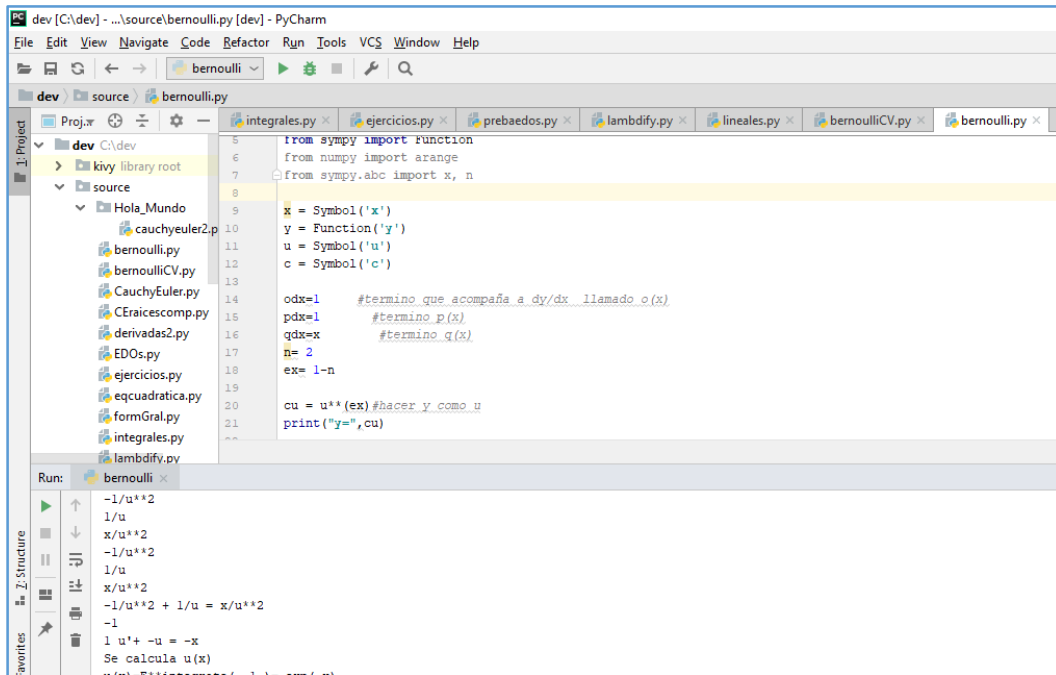 PC dev [C:\dev] - ...\source\bernoulli.py [dev] - PyCharm
File Edit View Navigate Code Refactor Run Tools VCS Window Help
bernoulli
dev source bernoulli.py
1: Project
Proj.
integrales.py × ejercicios.py × prebaedos.py × lambdify.py × lineales.py × bernoulliCV.py × bernoulli.py ×
dev C:\dev
kivy library root
source
Hola_Mundo
cauchyeuler2.p
bernoulli.py
bernoulliCV.py
CauchyEuler.py
CEraicescomp.py
derivadas2.py
EDOs.py
ejercicios.py
eqcuadratica.py
formGral.py
integrales.py
lambdify.py
5 from sympy import Function
6 from numpy import arange
7 from sympy.abc import x, n
8
9 x = Symbol('x')
10 y = Function('y')
11 u = Symbol('u')
12 c = Symbol('c')
13
14 odx=1 #termino que acompaña a dy/dx llamado o(x)
15 pdx=1 #termino p(x)
16 qdx=x #termino q(x)
17 n= 2
18 ex= 1-n
19
20 cu = u**(ex)#hacer y como u
21 print("y=",cu)
Run: bernoulli ×
-1/u**2
1/u
x/u**2
-1/u**2
1/u
x/u**2
-1/u**2 + 1/u = x/u**2
-1
1 u'+ -u = -x
Se calcula u(x)
7: Structure
Favorites